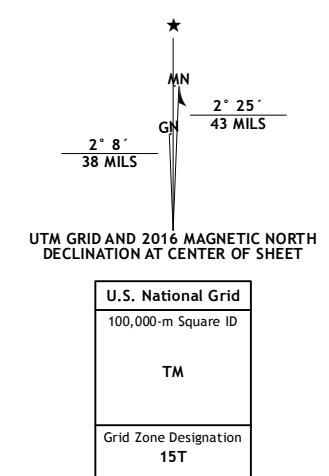 ★
MN
2° 25´
43 MILS
GN
2° 8´
38 MILS
UTM GRID AND 2016 MAGNETIC NORTH
DECLINATION AT CENTER OF SHEET
U.S. National Grid
100,000-m Square ID
TM
Grid Zone Designation
15T